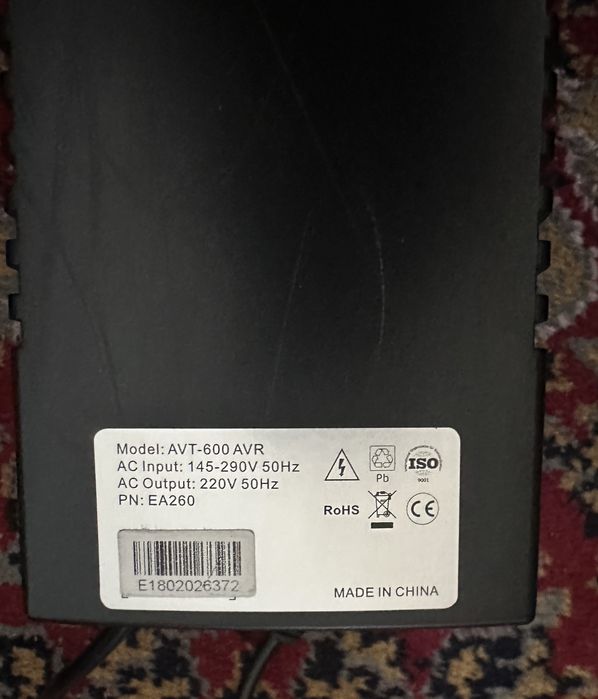 Model: AVT-600 AVR
AC Input: 145-290V 50Hz
AC Output: 220V 50Hz
PN: EA260
Pb
ISO
9001
RoHS
CE
E1802026372
MADE IN CHINA